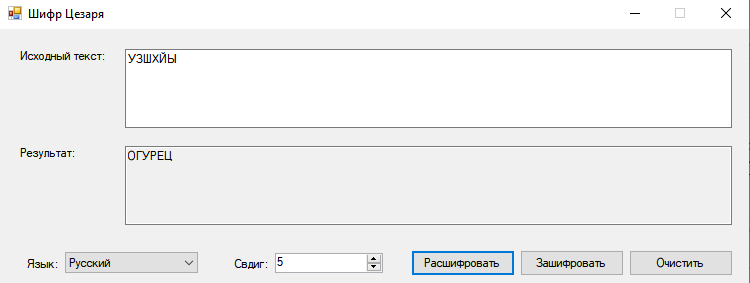 Шифр Цезаря
Исходный текст:
УЗШХЙЫ
Результат:
ОГУРЕЦ
Язык: Русский Свдиг: 5 Расшифровать Зашифровать Очистить